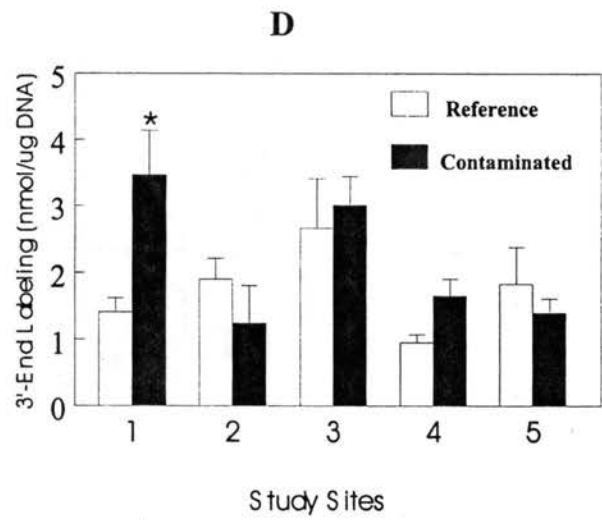 D
3'-End Labeling (nmol/ug DNA)
5
4
3
2
1
0
*
Reference
Contaminated
1 2 3 4 5
Study Sites